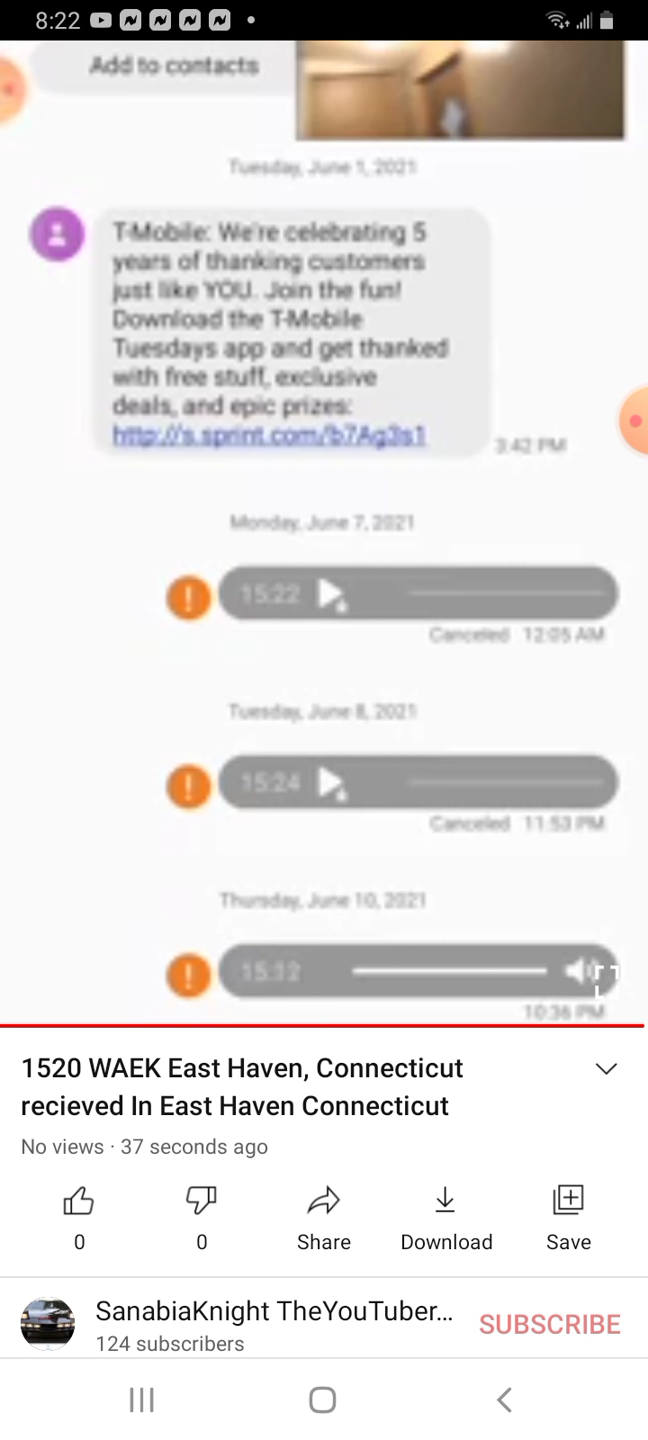 8:22
Add to contacts
Tuesday, June 1, 2021
T-Mobile: We're celebrating 5
years of thanking customers
just like YOU. Join the fun!
Download the T-Mobile
Tuesdays app and get thanked
with free stuff, exclusive
deals, and epic prizes:
http://s.sprint.com/b7Ag3s1
3:42 PM
Monday, June 7, 2021
15:22
Canceled 12:05 AM
Tuesday, June 8, 2021
15:24
Canceled 11:53 PM
Thursday, June 10, 2021
10:36 PM
1520 WAEK East Haven, Connecticut
recieved In East Haven Connecticut
No views · 37 seconds ago
0
0
Share
Download
Save
SanabiaKnight TheYouTuber...
124 subscribers
SUBSCRIBE